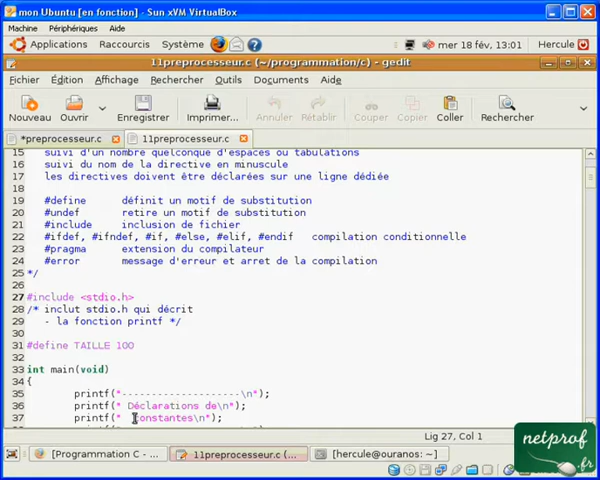 mon Ubuntu [en fonction] - Sun xVM VirtualBox
Machine Périphériques Aide
Applications Raccourcis Système mer 18 fév, 13:01 Hercule
11preprocesseur.c (~/programmation/c) - gedit
Fichier Édition Affichage Rechercher Outils Documents Aide
Nouveau Ouvrir Enregistrer Imprimer... Annuler Rétablir Couper Copier Coller Rechercher
*preprocesseur.c 11preprocesseur.c
15 suivi d'un nombre quelconque d'espaces ou tabulations
16 suivi du nom de la directive en minuscule
17 les directives doivent être déclarées sur une ligne dédiée
18
19 #define définit un motif de substitution
20 #undef retire un motif de substitution
21 #include inclusion de fichier
22 #ifdef, #ifndef, #if, #else, #elif, #endif compilation conditionnelle
23 #pragma extension du compilateur
24 #error message d'erreur et arret de la compilation
25 */
26
27 #include <stdio.h>
28 /* inclut stdio.h qui décrit
29 - la fonction printf */
30
31 #define TAILLE 100
32
33 int main(void)
34 {
35 printf("--------------------\n");
36 printf(" Déclarations de\n");
37 printf(" constantes\n");
Lig 27, Col 1
[Programmation C - ... 11preprocesseur.c (... [hercule@ouranos: ~]
netprof
.fr